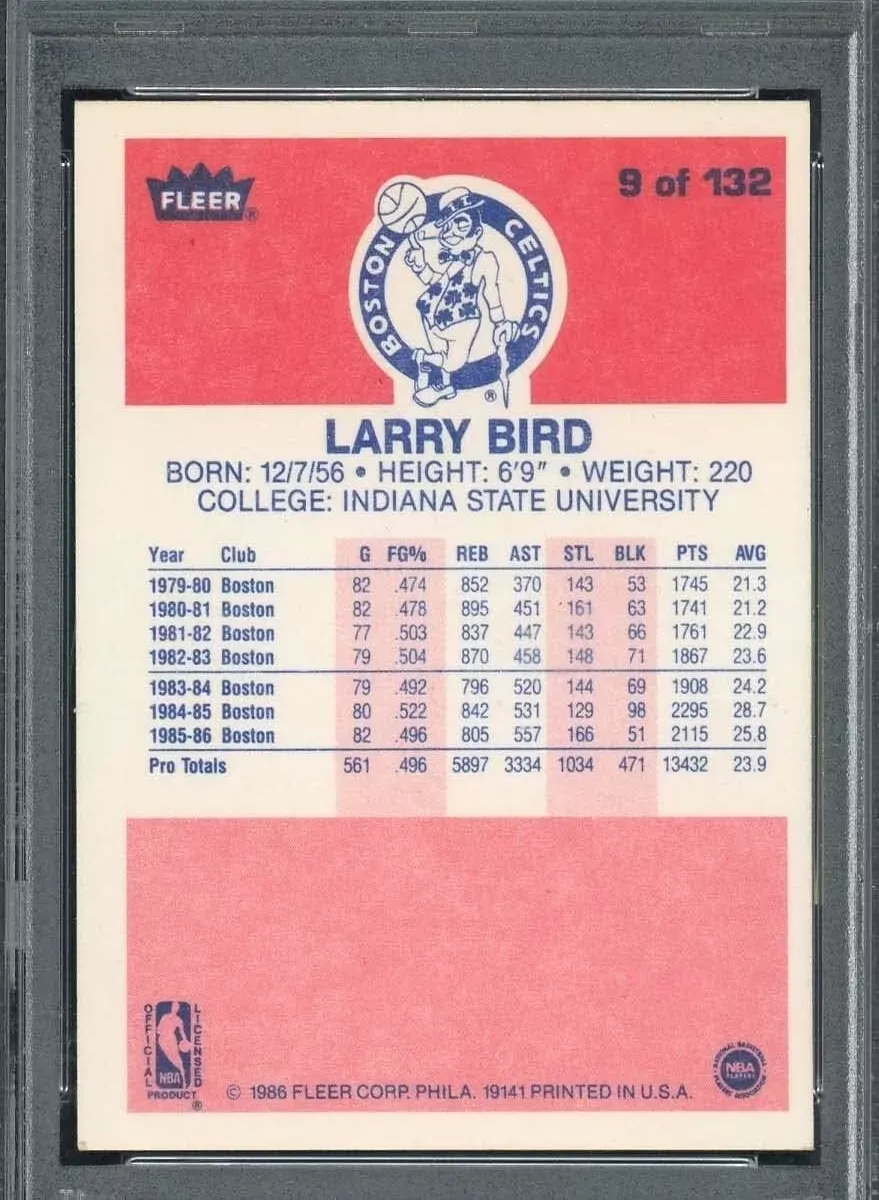 FLEER®
9 of 132
BOSTON CELTICS
®
LARRY BIRD
BORN: 12/7/56 • HEIGHT: 6'9" • WEIGHT: 220
COLLEGE: INDIANA STATE UNIVERSITY
Year Club G FG% REB AST STL BLK PTS AVG
1979-80 Boston 82 .474 852 370 143 53 1745 21.3
1980-81 Boston 82 .478 895 451 161 63 1741 21.2
1981-82 Boston 77 .503 837 447 143 66 1761 22.9
1982-83 Boston 79 .504 870 458 148 71 1867 23.6
1983-84 Boston 79 .492 796 520 144 69 1908 24.2
1984-85 Boston 80 .522 842 531 129 98 2295 28.7
1985-86 Boston 82 .496 805 557 166 51 2115 25.8
Pro Totals 561 .496 5897 3334 1034 471 13432 23.9
OFFICIAL LICENSED
NBA
PRODUCT ®
© 1986 FLEER CORP. PHILA. 19141 PRINTED IN U.S.A.
NATIONAL BASKETBALL
NBA
PLAYERS
PLAYERS ASSOCIATION